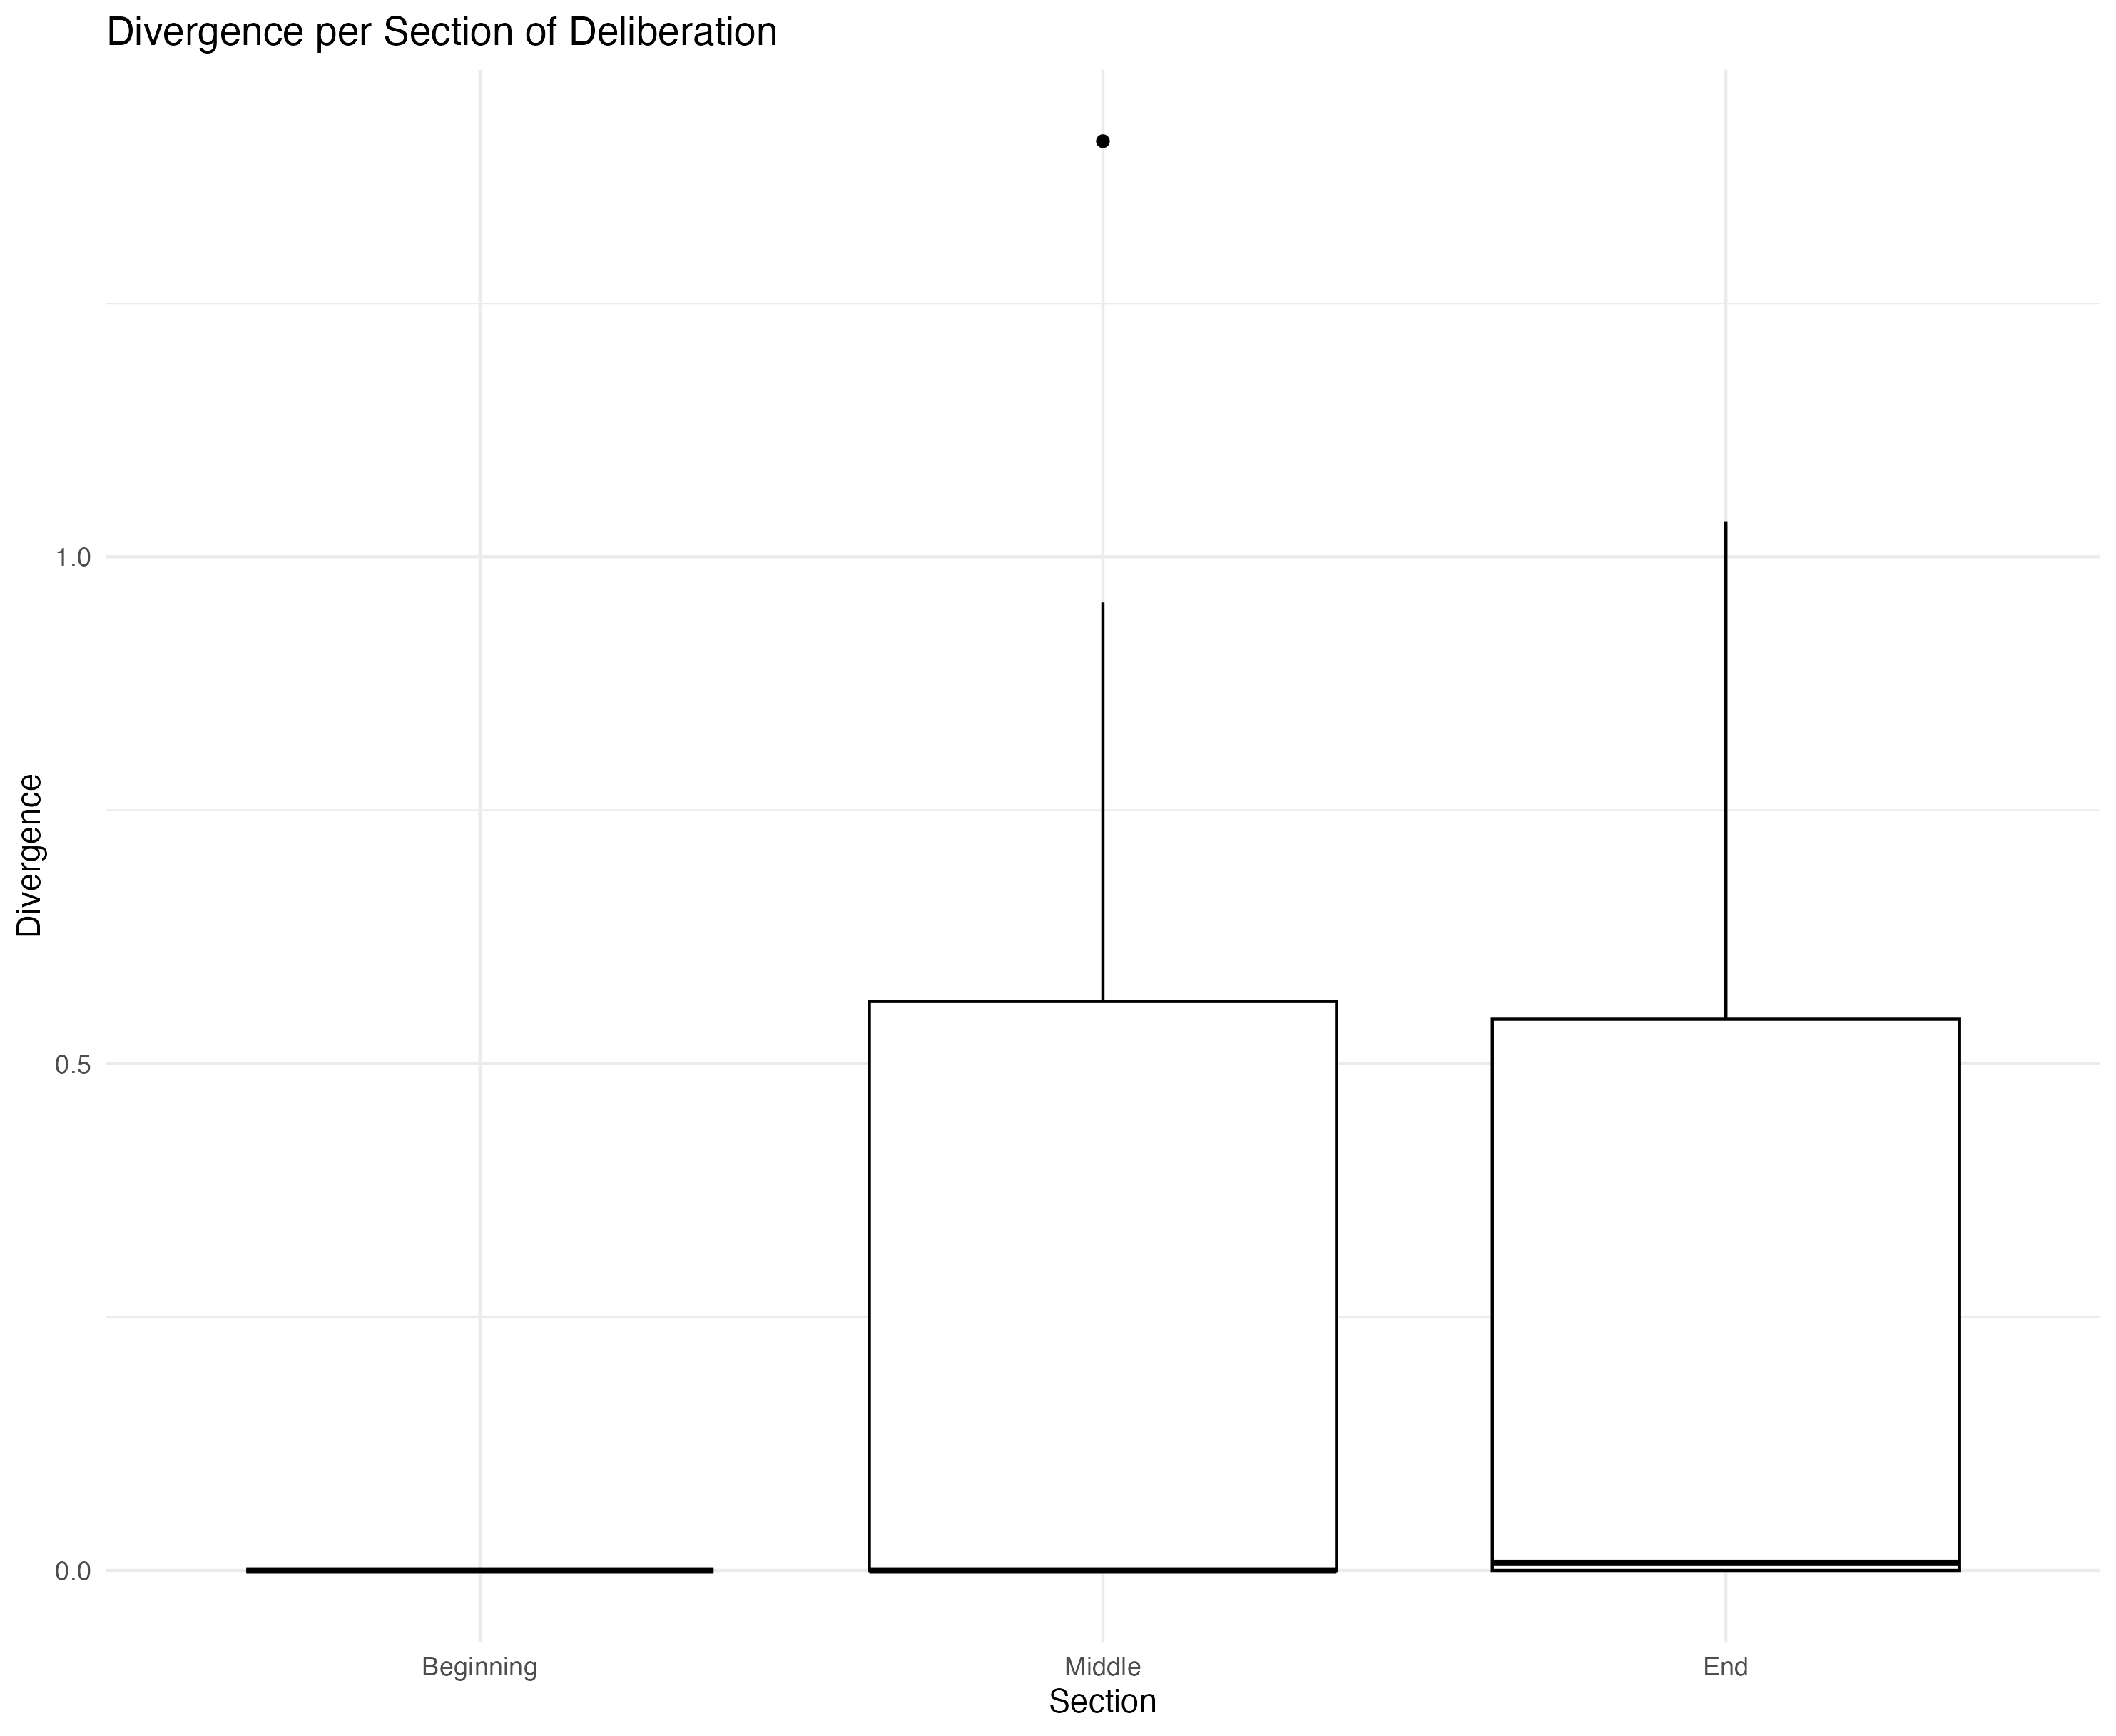 Divergence per Section of Deliberation
Divergence
1.0
0.5
0.0
Beginning
Middle
End
Section